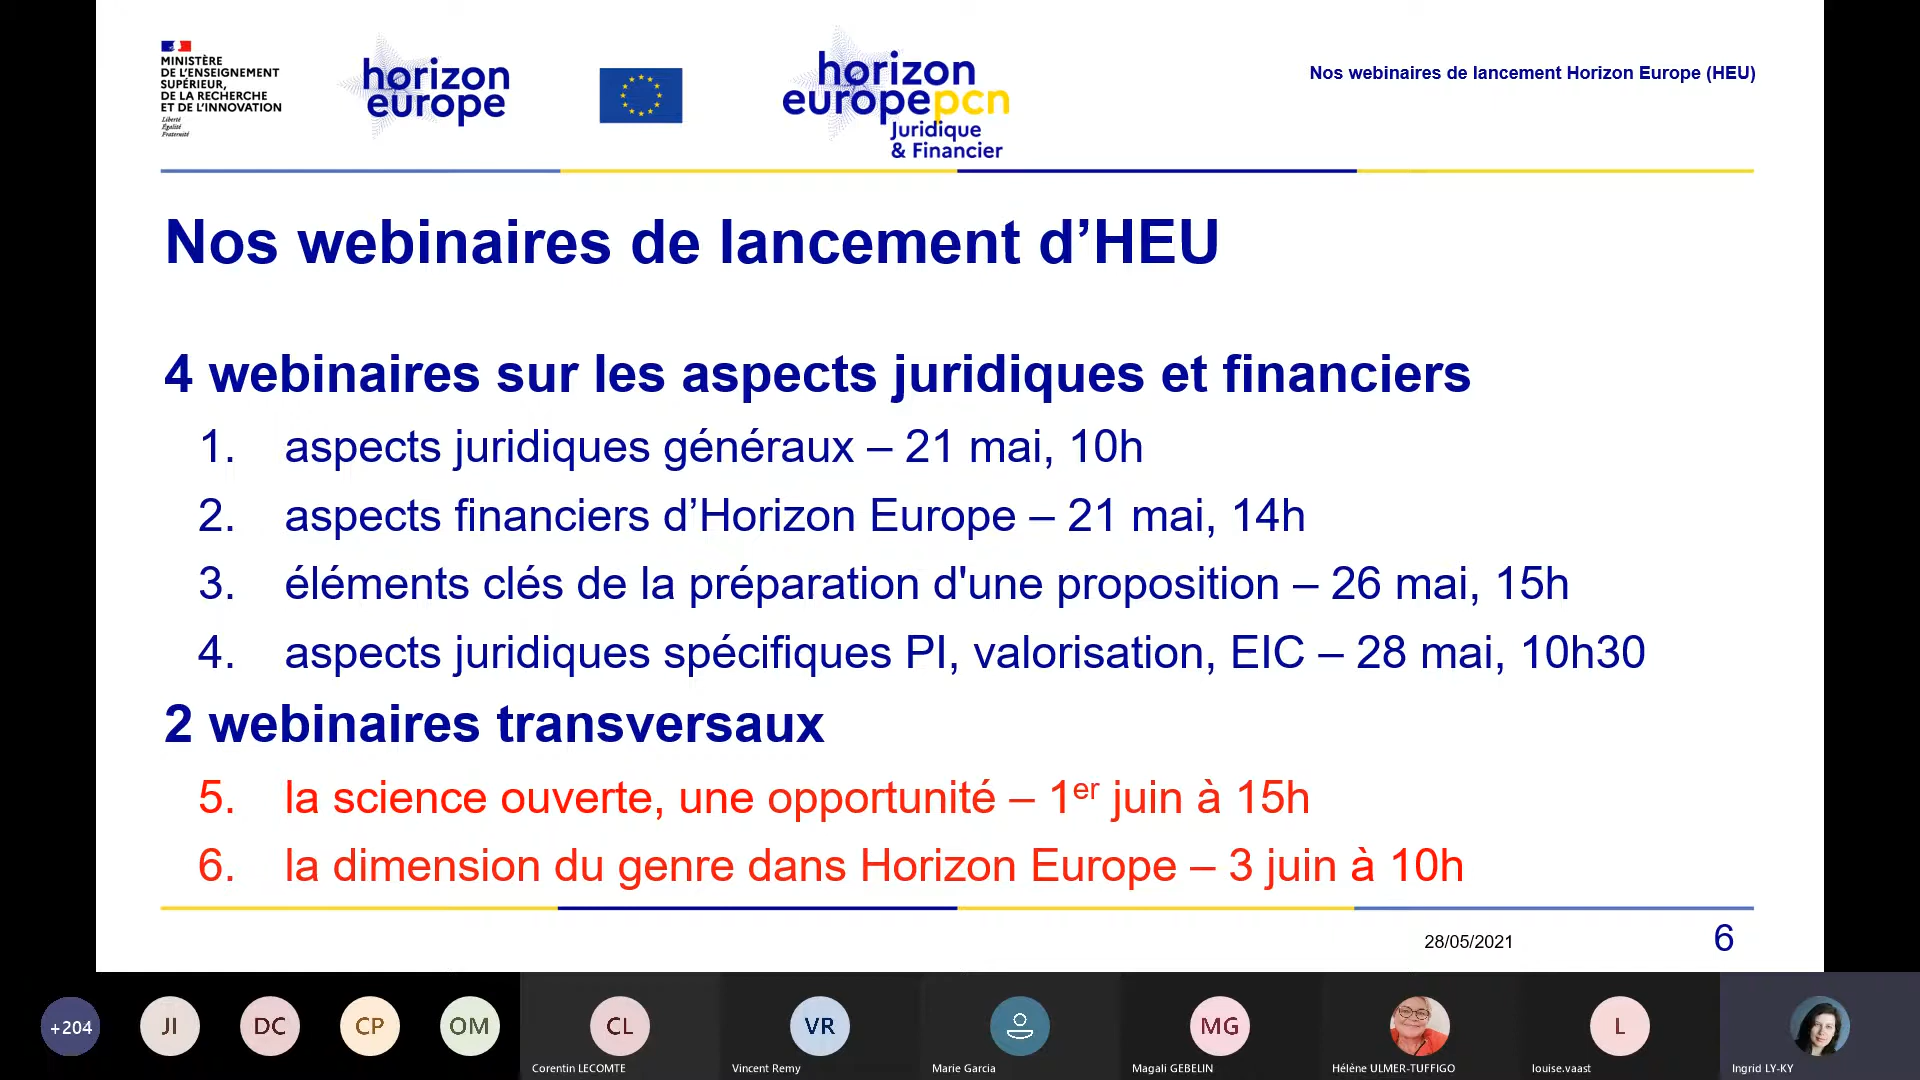 MINISTÈRE
DE L'ENSEIGNEMENT
SUPÉRIEUR,
DE LA RECHERCHE
ET DE L'INNOVATION
Liberté
Égalité
Fraternité
horizon
europe
horizon
europepcn
Juridique
& Financier
Nos webinaires de lancement Horizon Europe (HEU)
Nos webinaires de lancement d’HEU
4 webinaires sur les aspects juridiques et financiers
1. aspects juridiques généraux – 21 mai, 10h
2. aspects financiers d’Horizon Europe – 21 mai, 14h
3. éléments clés de la préparation d'une proposition – 26 mai, 15h
4. aspects juridiques spécifiques PI, valorisation, EIC – 28 mai, 10h30
2 webinaires transversaux
5. la science ouverte, une opportunité – 1er juin à 15h
6. la dimension du genre dans Horizon Europe – 3 juin à 10h
28/05/2021
6
+204
JI
DC
CP
OM
CL
VR
MG
L
Corentin LECOMTE
Vincent Remy
Marie Garcia
Magali GEBELIN
Hélène ULMER-TUFFIGO
louise.vaast
Ingrid LY-KY